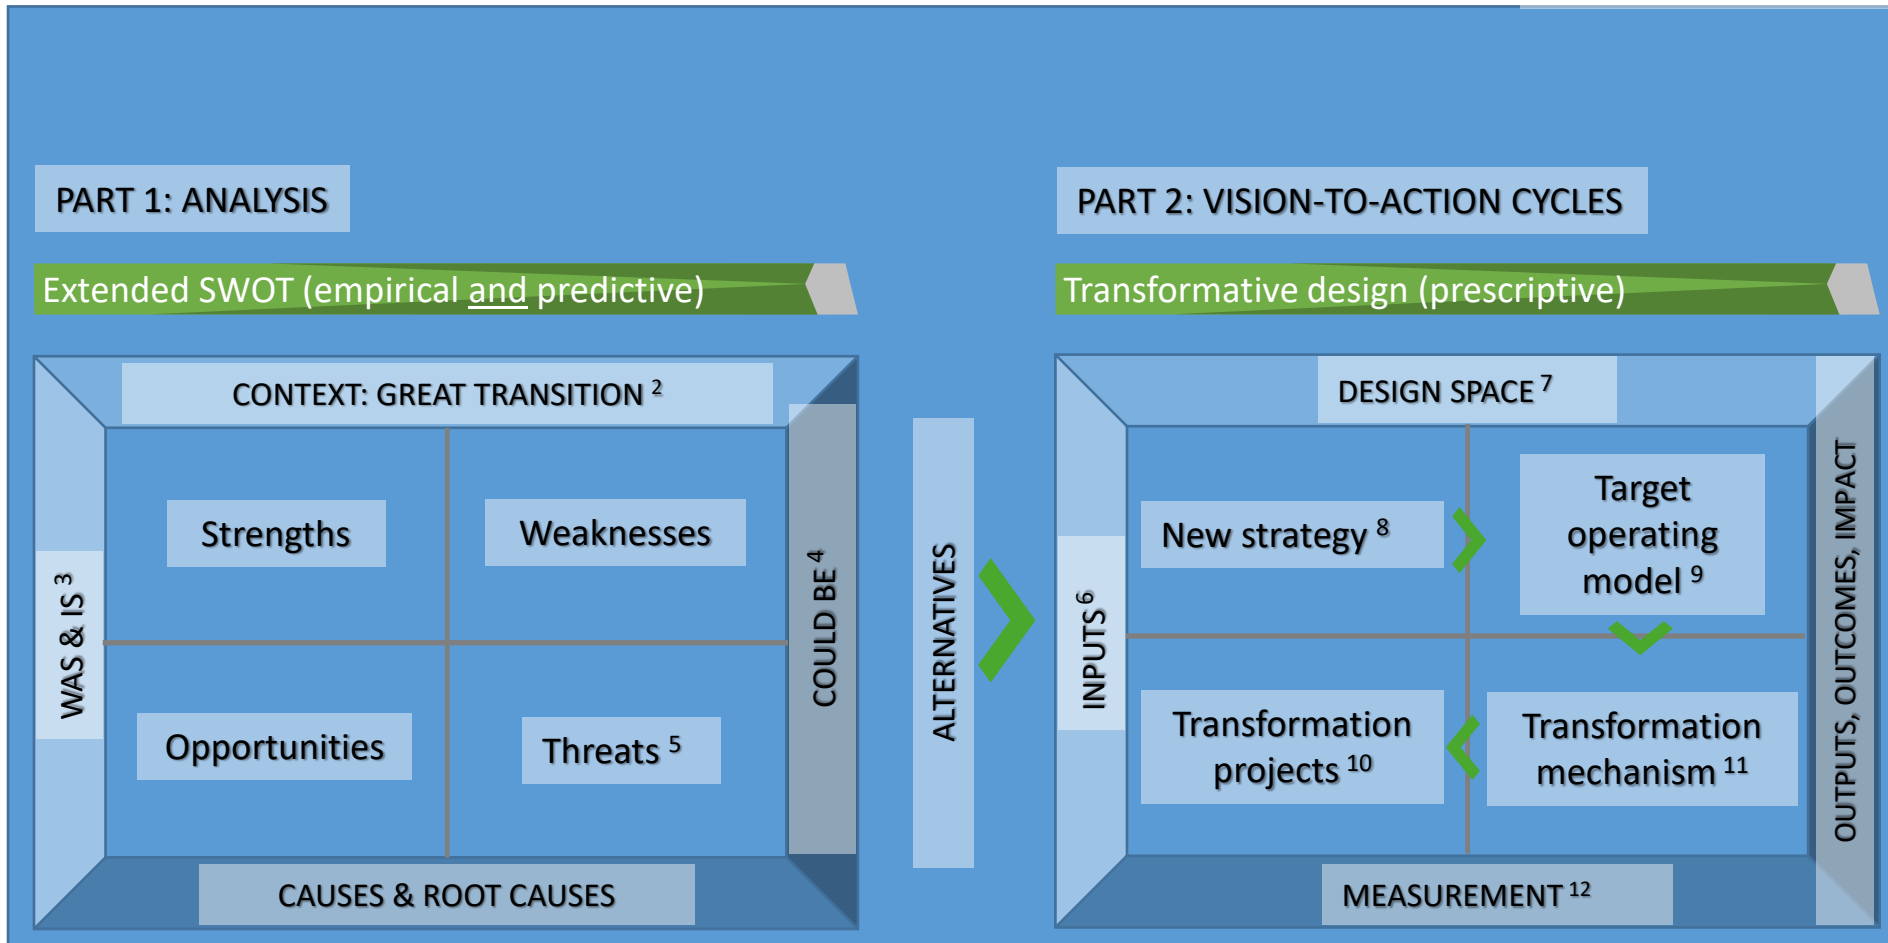 PART 1: ANALYSIS
Extended SWOT (empirical and predictive)
CONTEXT: GREAT TRANSITION 2
WAS & IS 3
Strengths
Weaknesses
Opportunities
Threats 5
COULD BE 4
CAUSES & ROOT CAUSES
ALTERNATIVES
PART 2: VISION-TO-ACTION CYCLES
Transformative design (prescriptive)
DESIGN SPACE 7
INPUTS 6
New strategy 8
Target
operating
model 9
Transformation
projects 10
Transformation
mechanism 11
OUTPUTS, OUTCOMES, IMPACT
MEASUREMENT 12